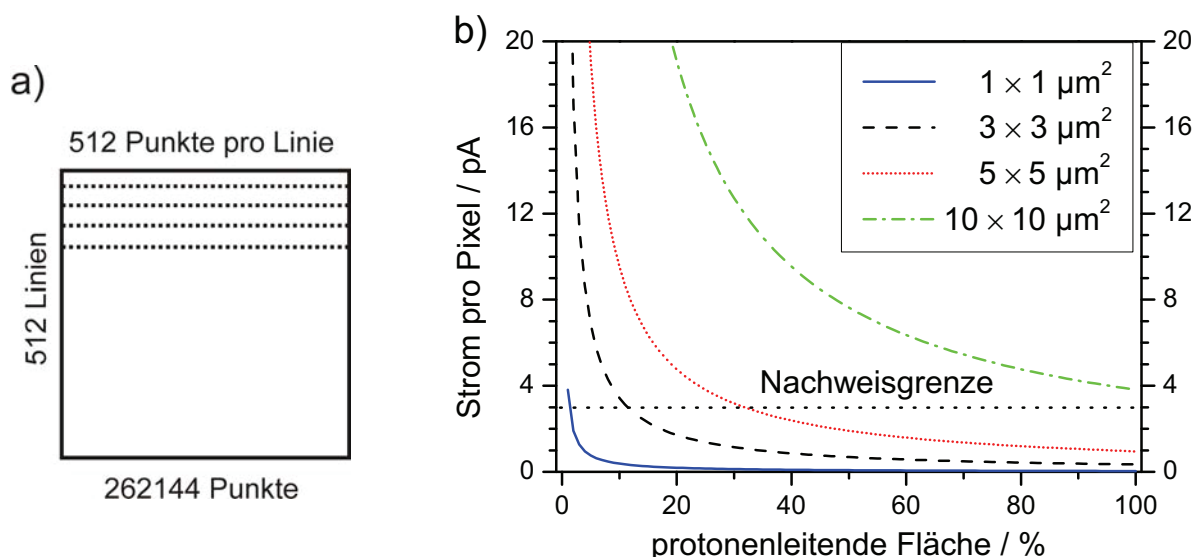 a)
512 Punkte pro Linie
512 Linien
262144 Punkte
b)
Strom pro Pixel / pA
20
16
12
8
4
0
20
16
12
8
4
0
1 × 1 µm²
3 × 3 µm²
5 × 5 µm²
10 × 10 µm²
Nachweisgrenze
0 20 40 60 80 100
protonenleitende Fläche / %